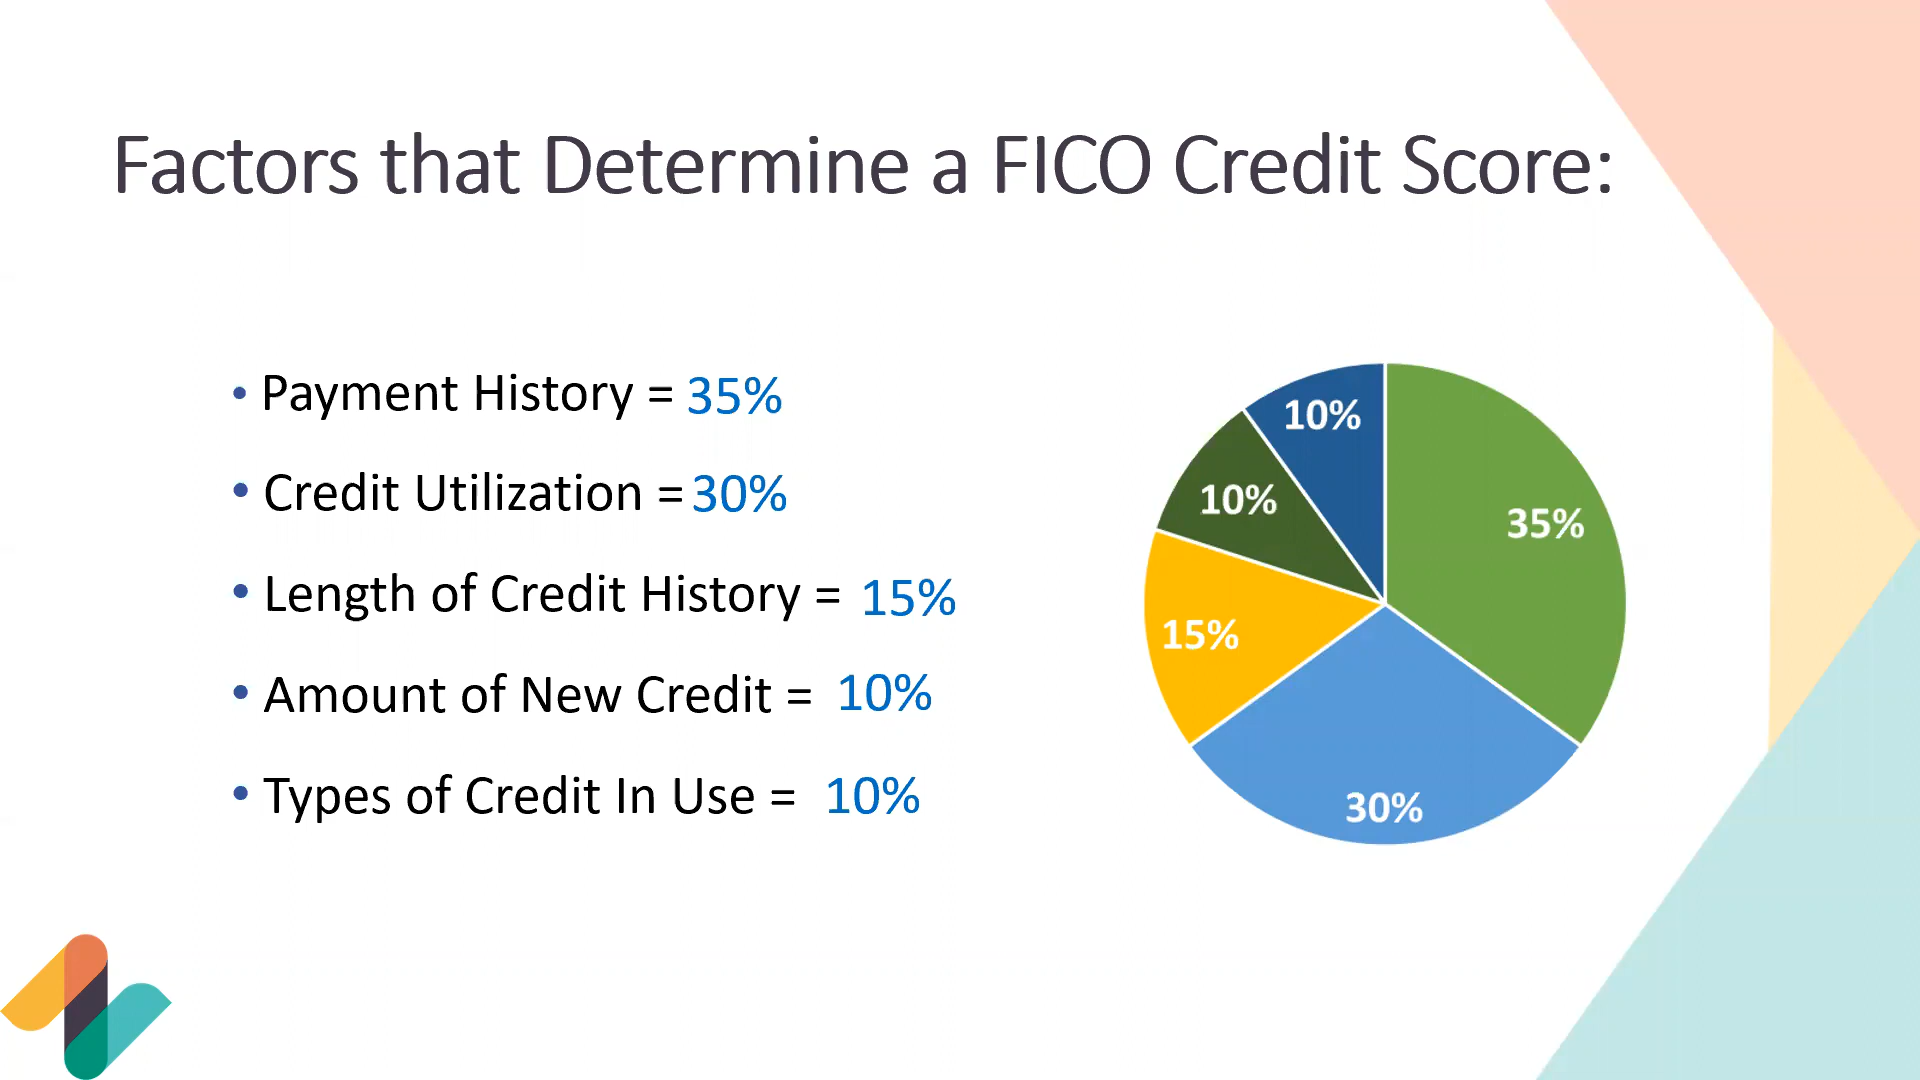 Factors that Determine a FICO Credit Score:
• Payment History = 35%
• Credit Utilization = 30%
• Length of Credit History = 15%
• Amount of New Credit = 10%
• Types of Credit In Use = 10%
10%
35%
10%
15%
30%